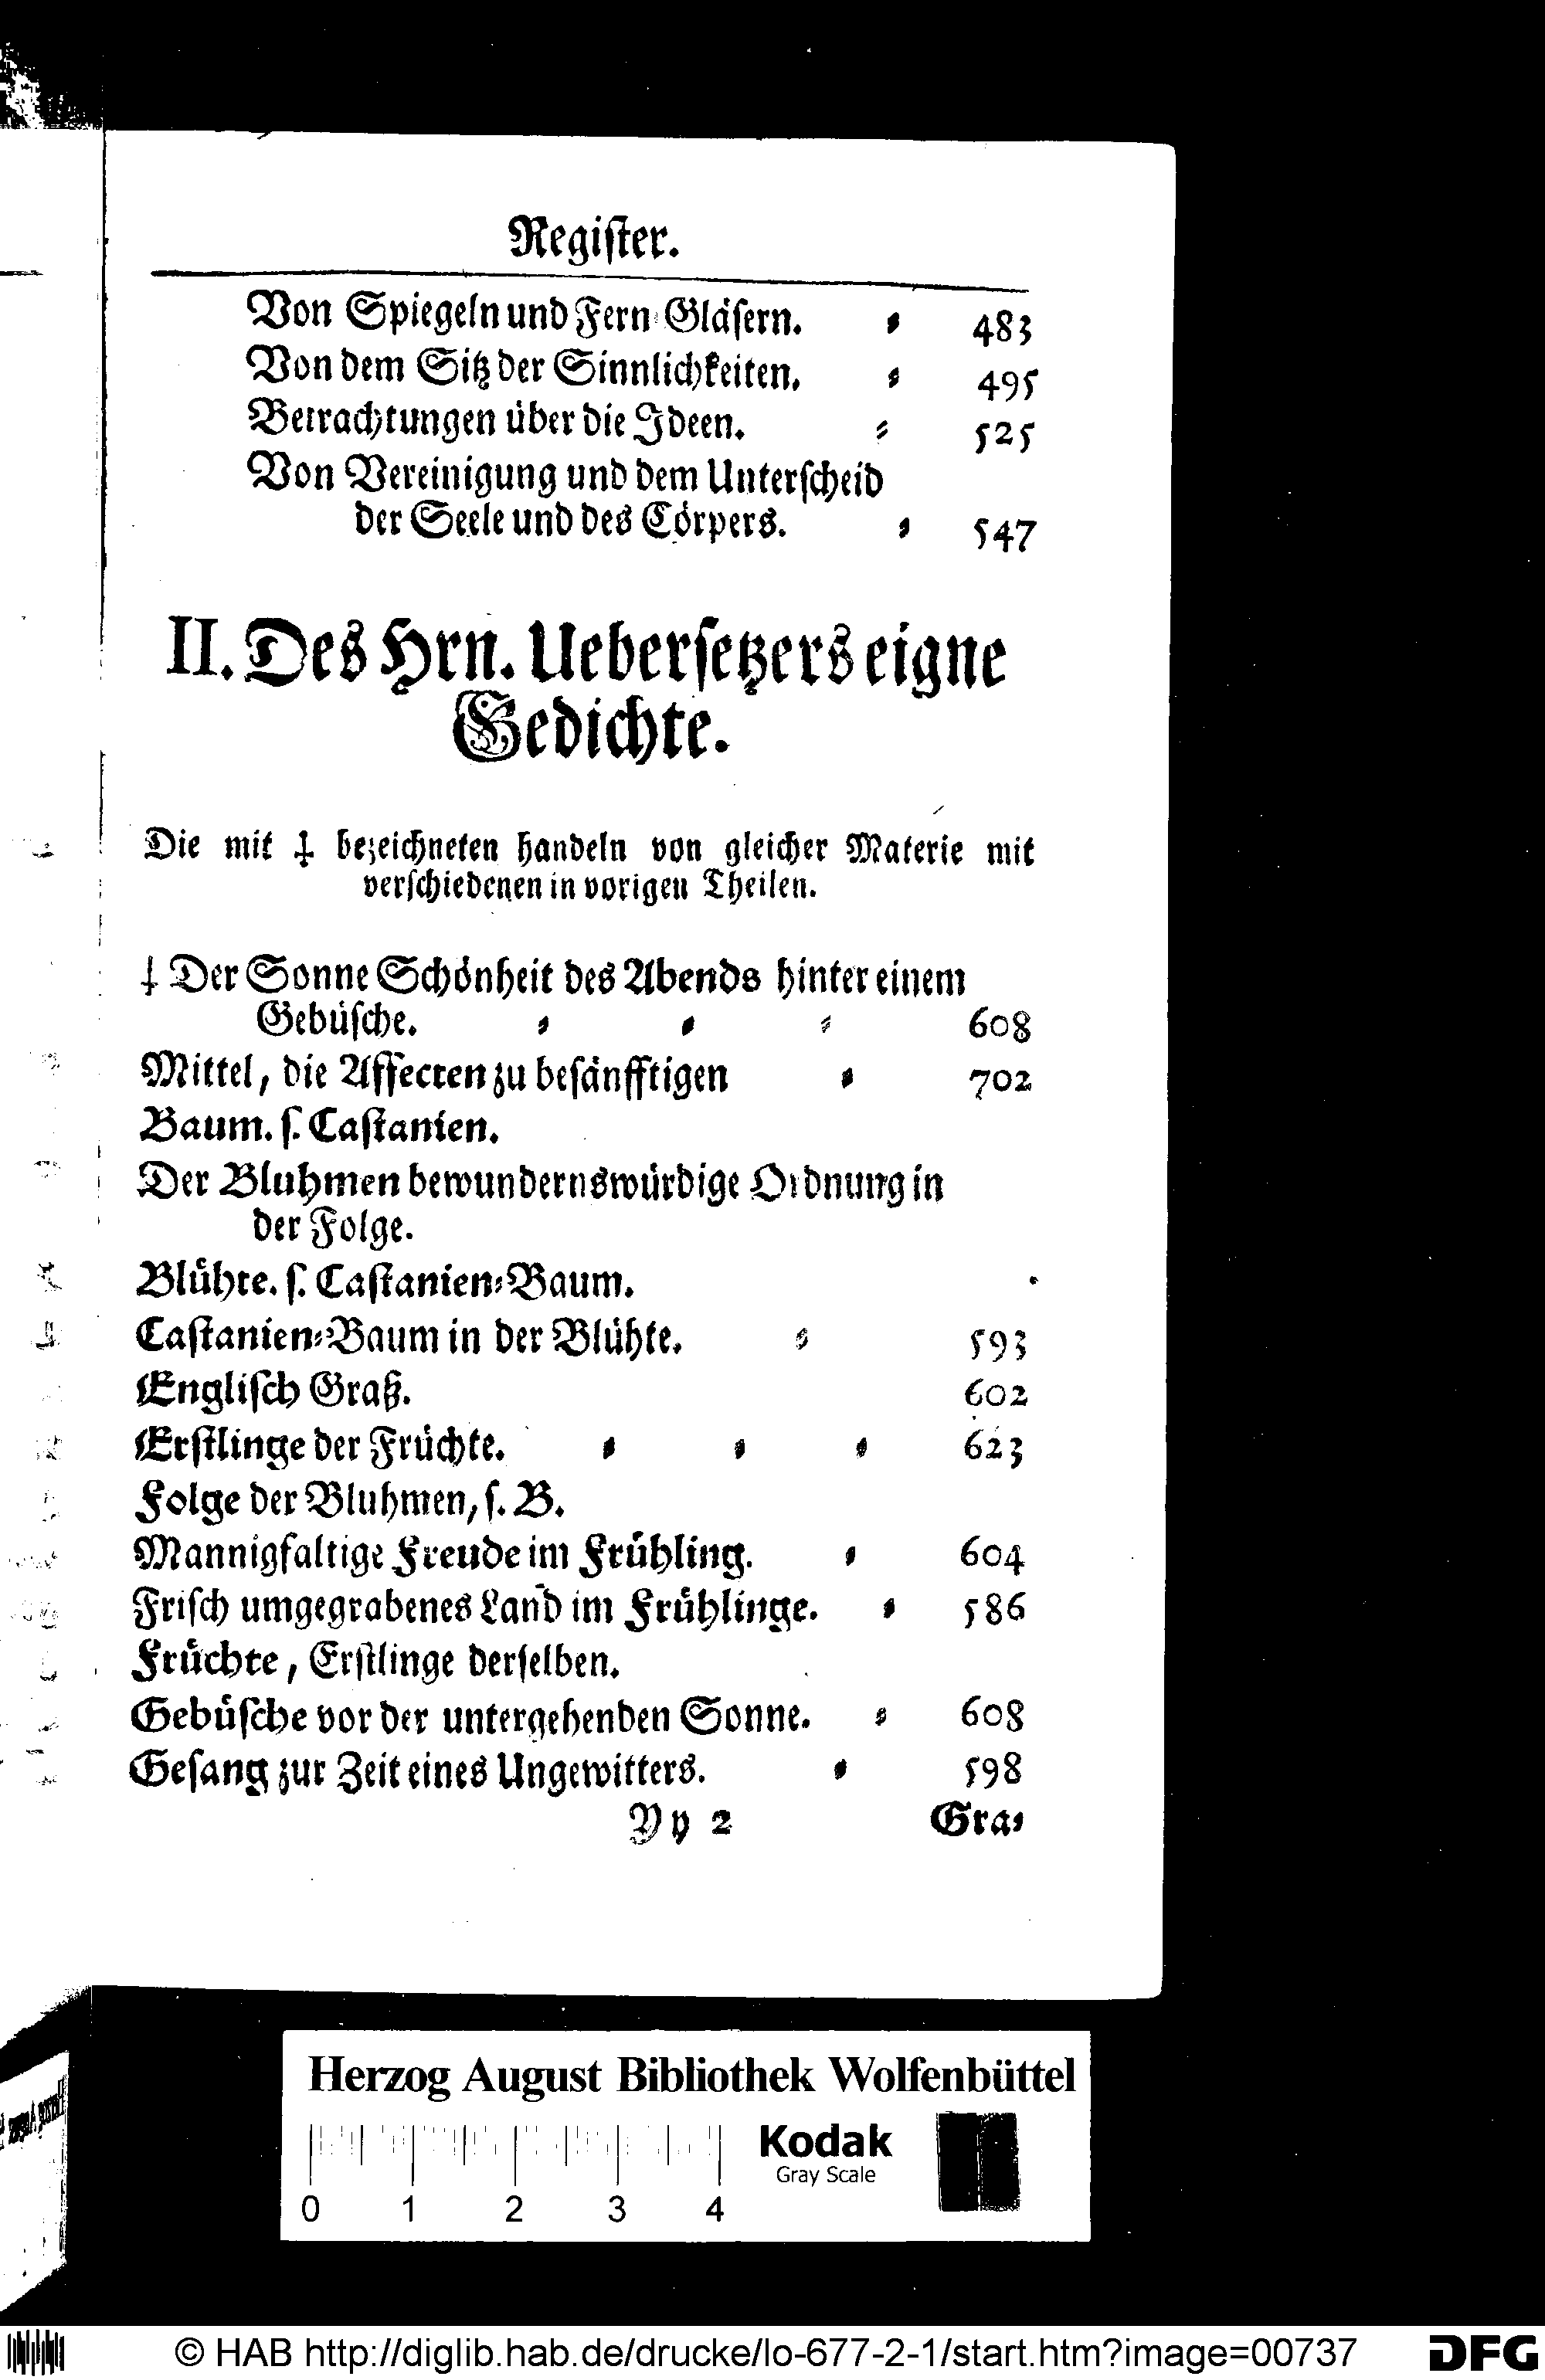 Regiſter.
Von Spiegeln und Fern⸗Gläſern. ⸗ 483
Von dem Sitz der Sinnlichkeiten. ⸗ 495
Betrachtungen über die Ideen. ⸗ 525
Von Vereinigung und dem Unterſcheid
der Seele und des Cörpers. ⸗ 547
II. Des Hrn. Ueberſetzers eigne
Gedichte.
Die mit ‡ bezeichneten handeln von gleicher Materie mit
verſchiedenen in vorigen Theilen.
‡ Der Sonne Schönheit des Abends hinter einem
Gebüſche. ⸗ ⸗ ⸗ 608
Mittel, die Affecten zu beſänfftigen ⸗ 702
Baum. ſ. Caſtanien.
Der Bluhmen bewundernswürdige Ordnung in
der Folge.
Blühte. ſ. Caſtanien⸗Baum.
Caſtanien⸗Baum in der Blühte. ⸗ 593
Engliſch Graß. 602
Erſtlinge der Früchte. ⸗ ⸗ ⸗ 623
Folge der Bluhmen, ſ. B.
Mannigfaltige Freude im Frühling. ⸗ 604
Friſch umgegrabenes Land im Frühlinge. ⸗ 586
Früchte, Erſtlinge derſelben.
Gebüſche vor der untergehenden Sonne. ⸗ 608
Geſang zur Zeit eines Ungewitters. ⸗ 598
Yy 2 Gra⸗
Herzog August Bibliothek Wolfenbüttel
Kodak
Gray Scale
0 1 2 3 4
© HAB http://diglib.hab.de/drucke/lo-677-2-1/start.htm?image=00737 DFG